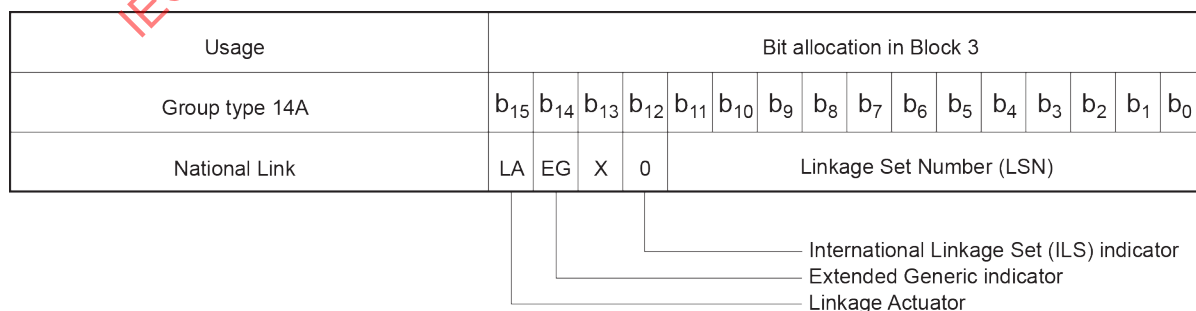 IEC
Usage Bit allocation in Block 3
Group type 14A b15 b14 b13 b12 b11 b10 b9 b8 b7 b6 b5 b4 b3 b2 b1 b0
National Link LA EG X 0 Linkage Set Number (LSN)
International Linkage Set (ILS) indicator
Extended Generic indicator
Linkage Actuator